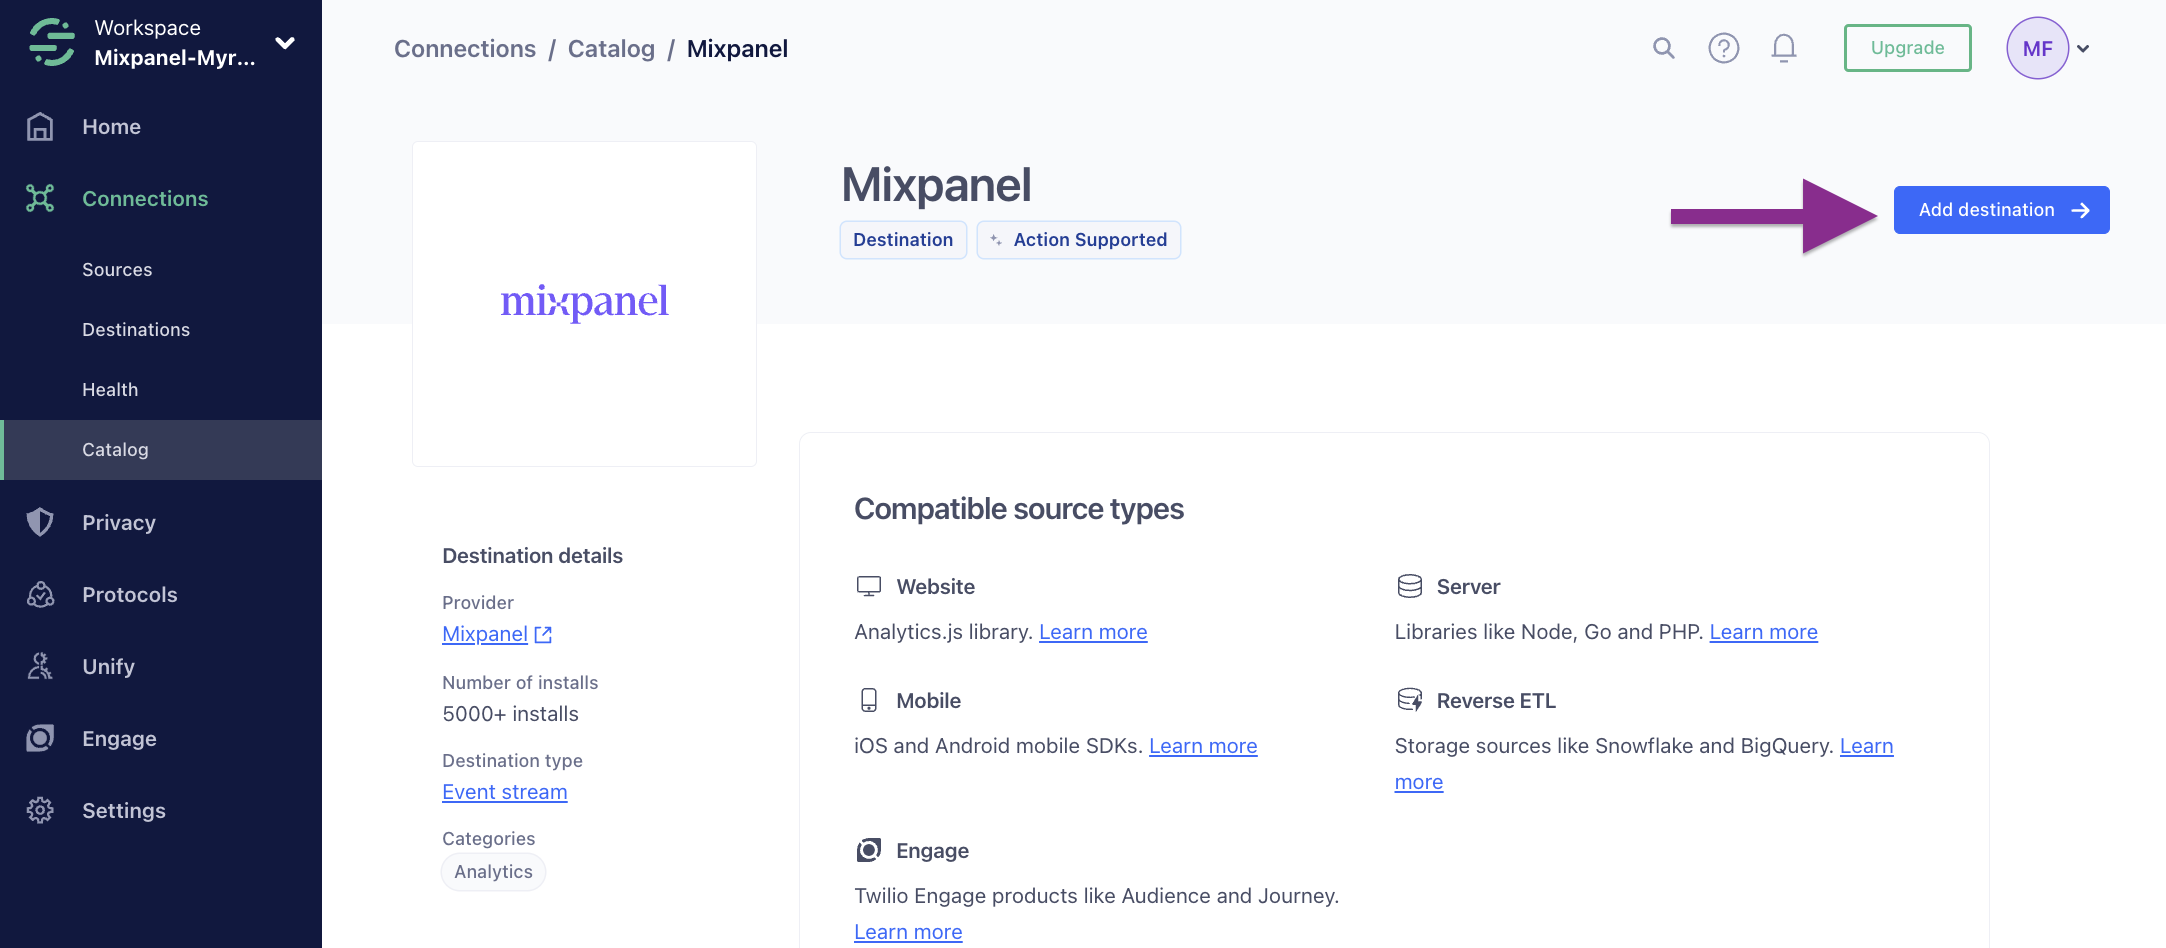 Workspace
Mixpanel-Myr...
Home
Connections
Sources
Destinations
Health
Catalog
Privacy
Protocols
Unify
Engage
Settings
Connections / Catalog / Mixpanel
Upgrade
MF
mixpanel
Mixpanel
Destination
Action Supported
Add destination
Destination details
Provider
Mixpanel
Number of installs
5000+ installs
Destination type
Event stream
Categories
Analytics
Compatible source types
Website
Analytics.js library. Learn more
Server
Libraries like Node, Go and PHP. Learn more
Mobile
iOS and Android mobile SDKs. Learn more
Reverse ETL
Storage sources like Snowflake and BigQuery. Learn
more
Engage
Twilio Engage products like Audience and Journey.
Learn more